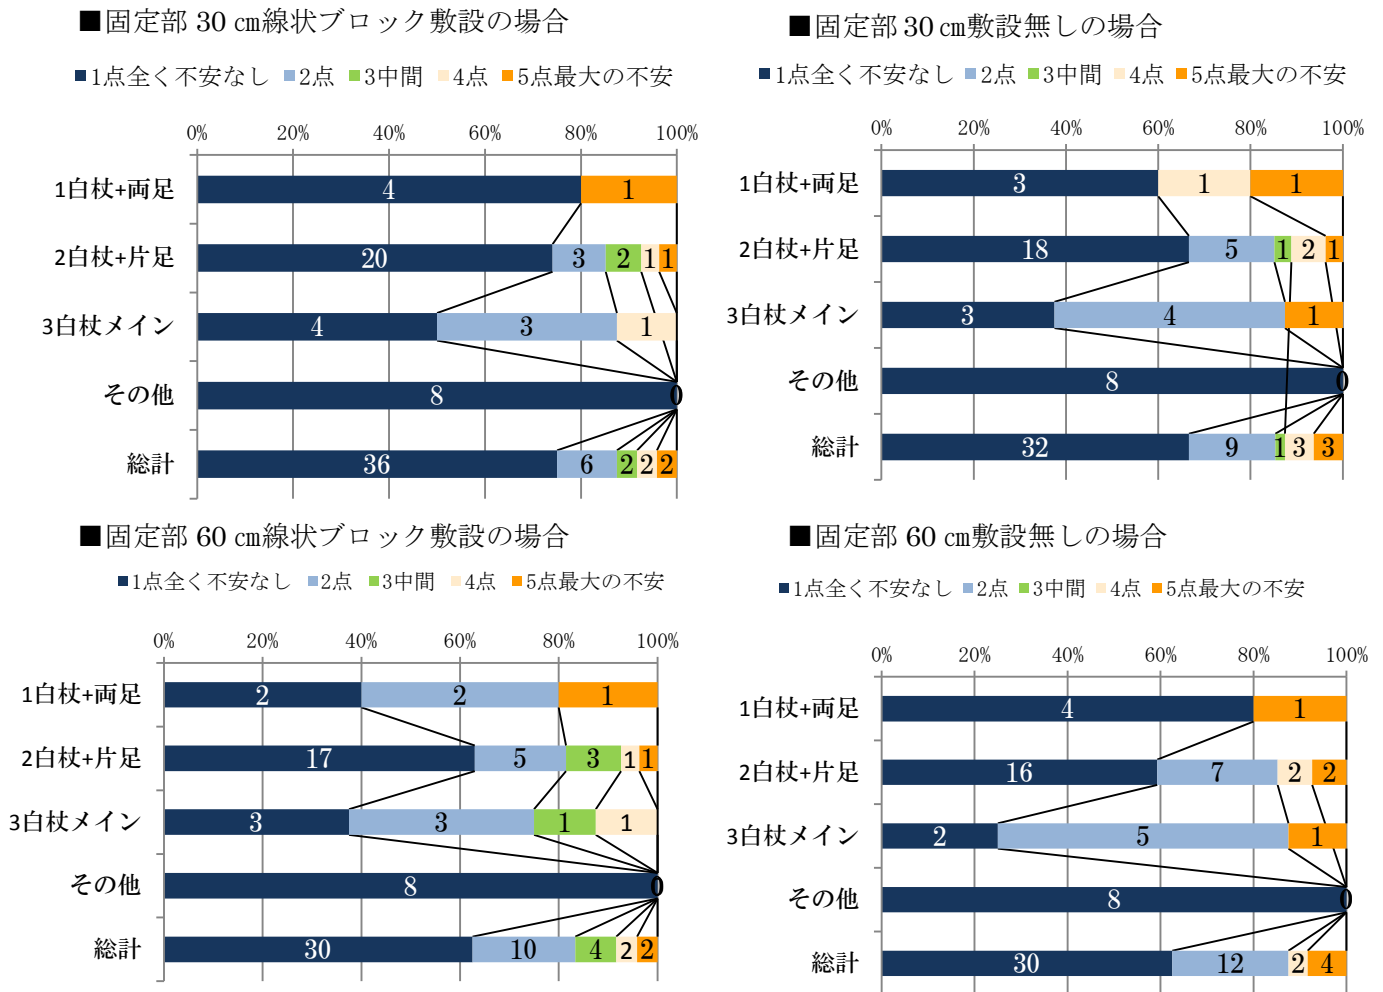 ■固定部 30 ㎝線状ブロック敷設の場合
■1点全く不安なし ■2点 ■3中間 ■4点 ■5点最大の不安
0% 20% 40% 60% 80% 100%
1白杖+両足 4 1
2白杖+片足 20 3 2 1 1
3白杖メイン 4 3 1
その他 8 0
総計 36 6 2 2 2
■固定部 30 ㎝敷設無しの場合
■1点全く不安なし ■2点 ■3中間 ■4点 ■5点最大の不安
0% 20% 40% 60% 80% 100%
1白杖+両足 3 1 1
2白杖+片足 18 5 1 2 1
3白杖メイン 3 4 1
その他 8 0
総計 32 9 1 3 3
■固定部 60 ㎝線状ブロック敷設の場合
■1点全く不安なし ■2点 ■3中間 ■4点 ■5点最大の不安
0% 20% 40% 60% 80% 100%
1白杖+両足 2 2 1
2白杖+片足 17 5 3 1 1
3白杖メイン 3 3 1 1
その他 8 0
総計 30 10 4 2 2
■固定部 60 ㎝敷設無しの場合
■1点全く不安なし ■2点 ■3中間 ■4点 ■5点最大の不安
0% 20% 40% 60% 80% 100%
1白杖+両足 4 1
2白杖+片足 16 7 2 2
3白杖メイン 2 5 1
その他 8 0
総計 30 12 2 4